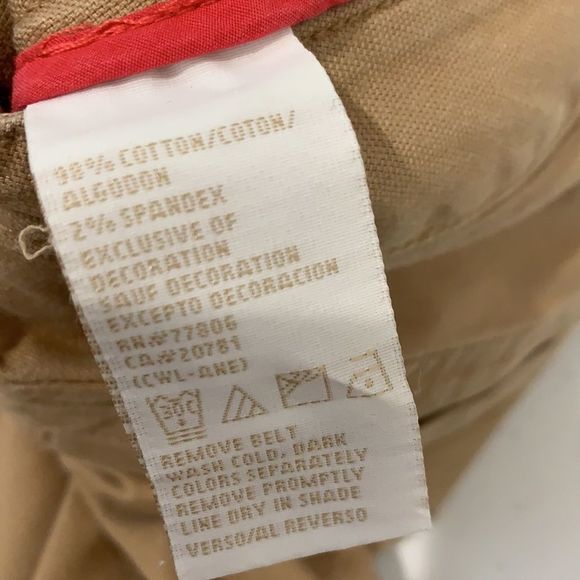 98% COTTON/COTON/
ALGODON
2% SPANDEX
EXCLUSIVE OF
DECORATION
SAUF DECORATION
EXCEPTO DECORACION
RN#77806
CA#20781
(CWL-ANE)
30C
REMOVE BELT
WASH COLD, DARK
COLORS SEPARATELY
REMOVE PROMPTLY
LINE DRY IN SHADE
VERSO/AL REVERSO